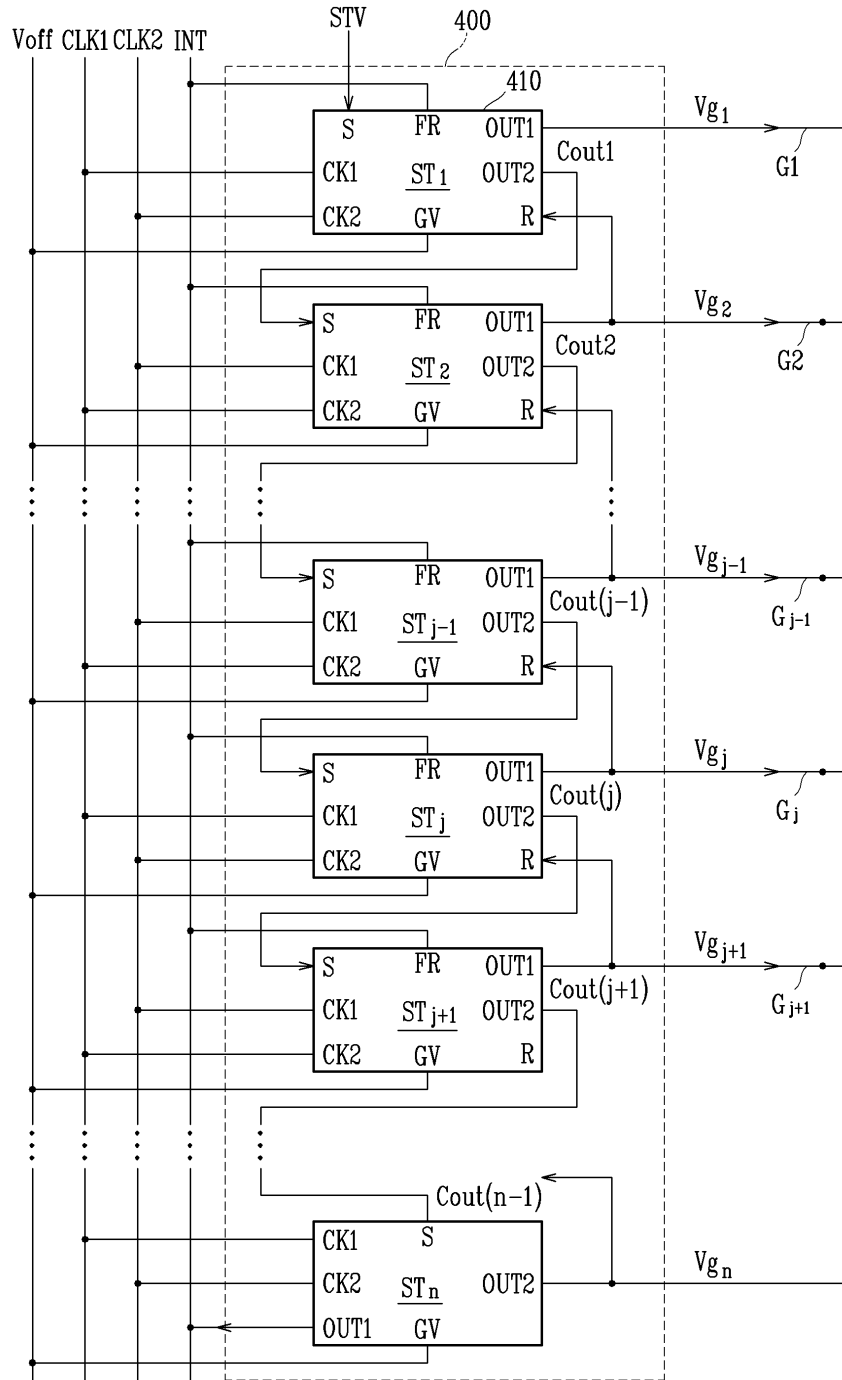 STV
400
Voff CLK1 CLK2 INT
410
Vg1
S FR OUT1
Cout1
G1
CK1 ST1 OUT2
CK2 GV R
Vg2
S FR OUT1
Cout2
G2
CK1 ST2 OUT2
CK2 GV R
Vgj-1
S FR OUT1
Cout(j-1)
Gj-1
CK1 STj-1 OUT2
CK2 GV R
Vgj
S FR OUT1
Cout(j)
Gj
CK1 STj OUT2
CK2 GV R
Vgj+1
S FR OUT1
Cout(j+1)
Gj+1
CK1 STj+1 OUT2
CK2 GV R
Cout(n-1)
S
CK1
Vgn
CK2 STn OUT2
OUT1 GV